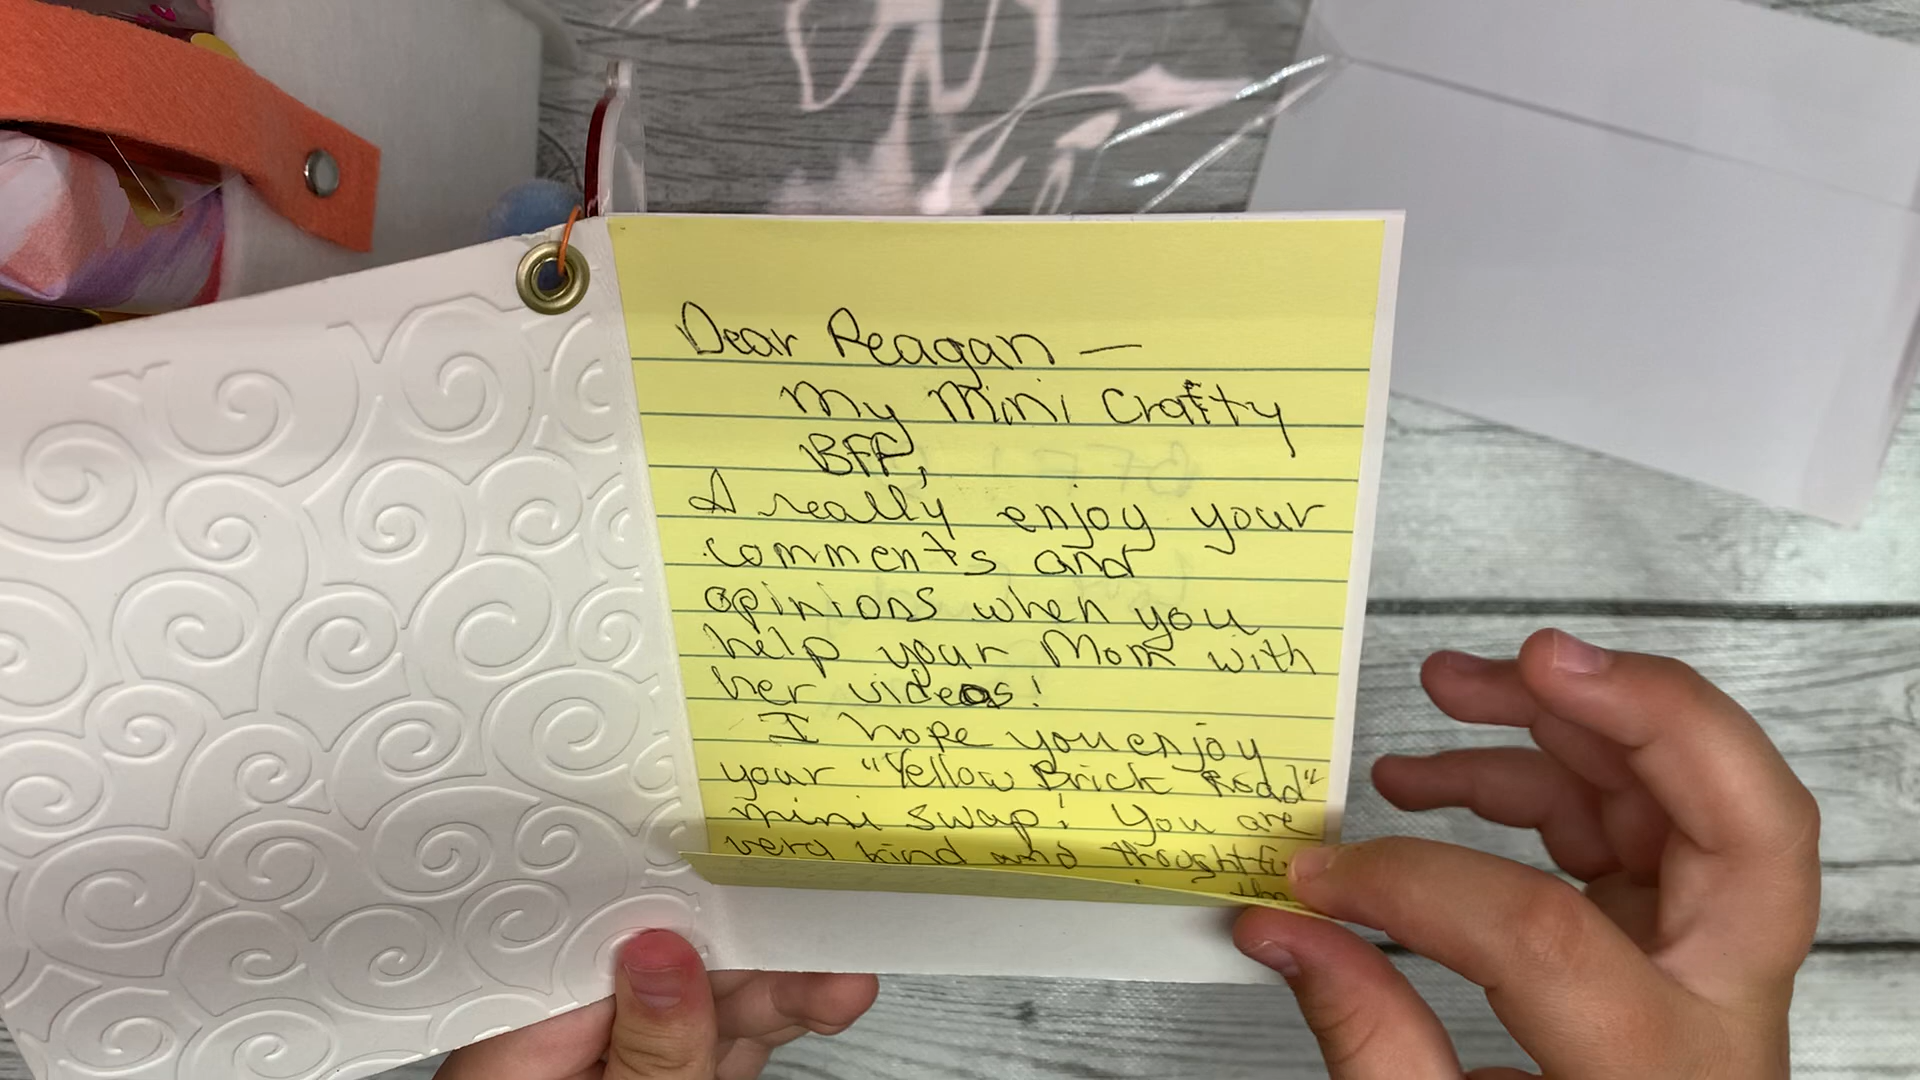 Dear Reagan —
My Mini Crafty
BFF,
I really enjoy your
comments and
opinions when you
help your Mom with
her videos!
I hope you enjoy
your "Yellow Brick Road"
mini swap! You are
very kind and